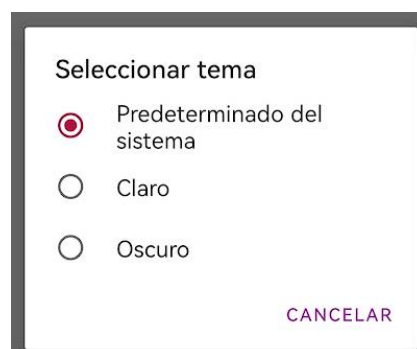 Seleccionar tema
Predeterminado del
sistema
Claro
Oscuro
CANCELAR